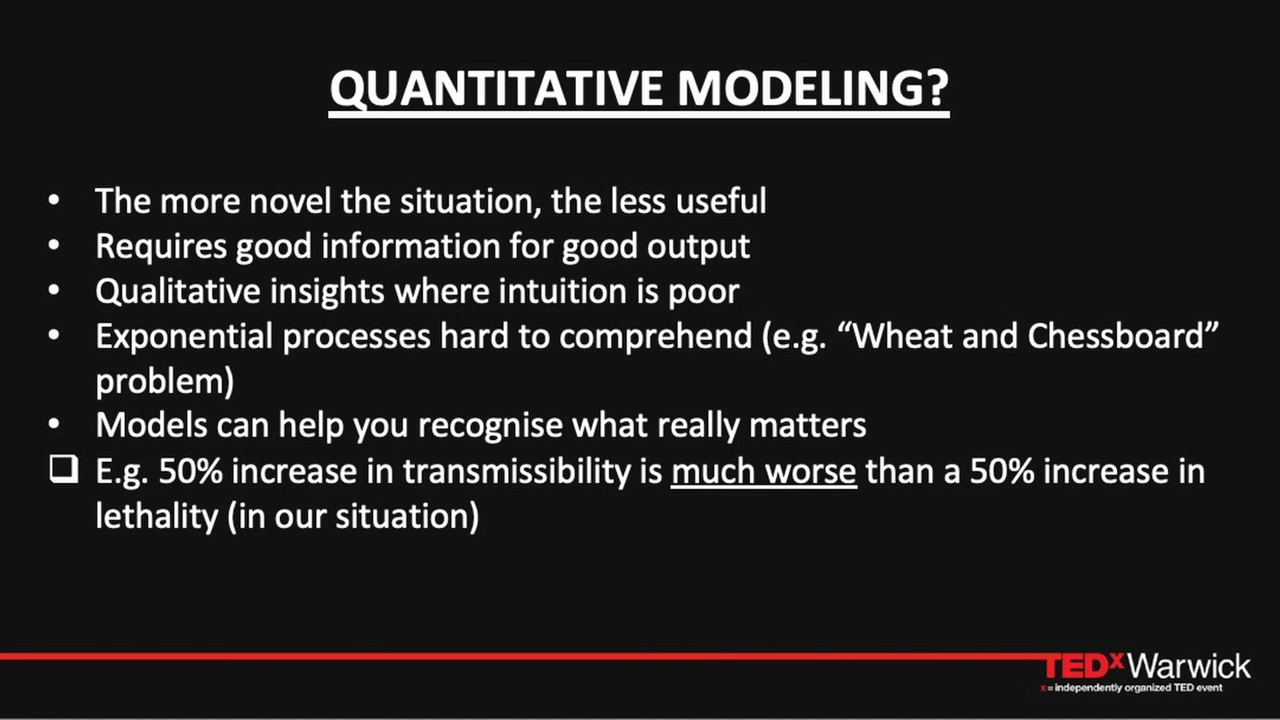 QUANTITATIVE MODELING?
• The more novel the situation, the less useful
• Requires good information for good output
• Qualitative insights where intuition is poor
• Exponential processes hard to comprehend (e.g. “Wheat and Chessboard”
problem)
• Models can help you recognise what really matters
❑ E.g. 50% increase in transmissibility is much worse than a 50% increase in
lethality (in our situation)
TEDxWarwick
x = independently organized TED event